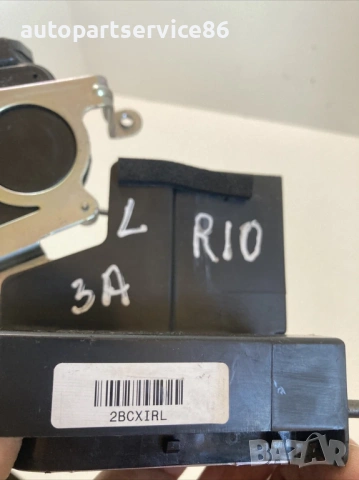 autopartservice86
L
RIO
3A
2BCXIRL
BAZAR